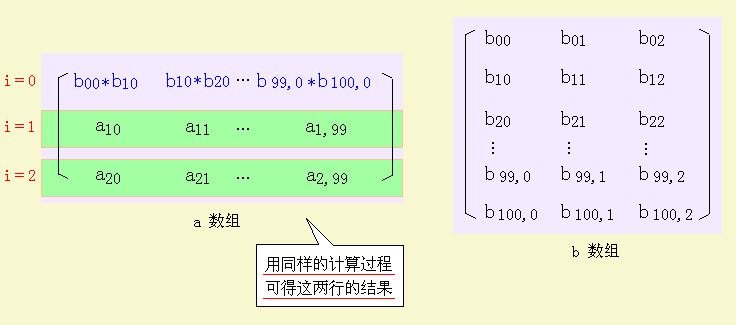 i=0 b00*b10 b10*b20 … b 99,0 *b 100,0
i=1 a10 a11 … a1,99
i=2 a20 a21 … a2,99
a 数组
用同样的计算过程
可得这两行的结果
b00 b01 b02
b10 b11 b12
b20 b21 b22
⋮ ⋮ ⋮
b 99,0 b 99,1 b 99,2
b 100,0 b 100,1 b 100,2
b 数组